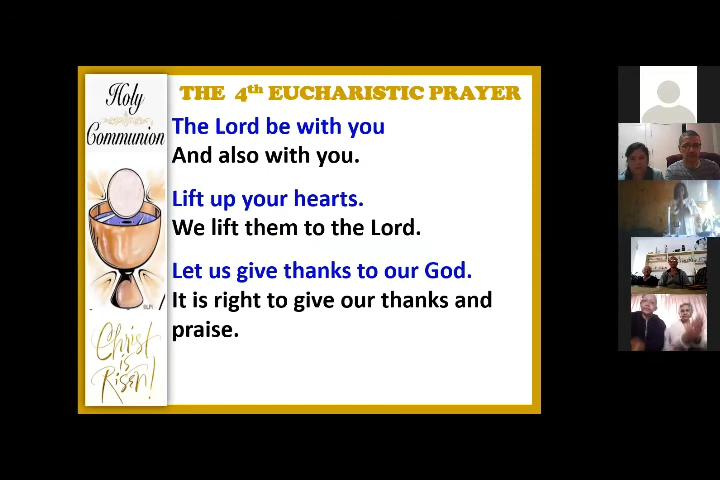 Holy
Communion
THE 4th EUCHARISTIC PRAYER
The Lord be with you
And also with you.
Lift up your hearts.
We lift them to the Lord.
Let us give thanks to our God.
It is right to give our thanks and
praise.
Christ
is
Risen!